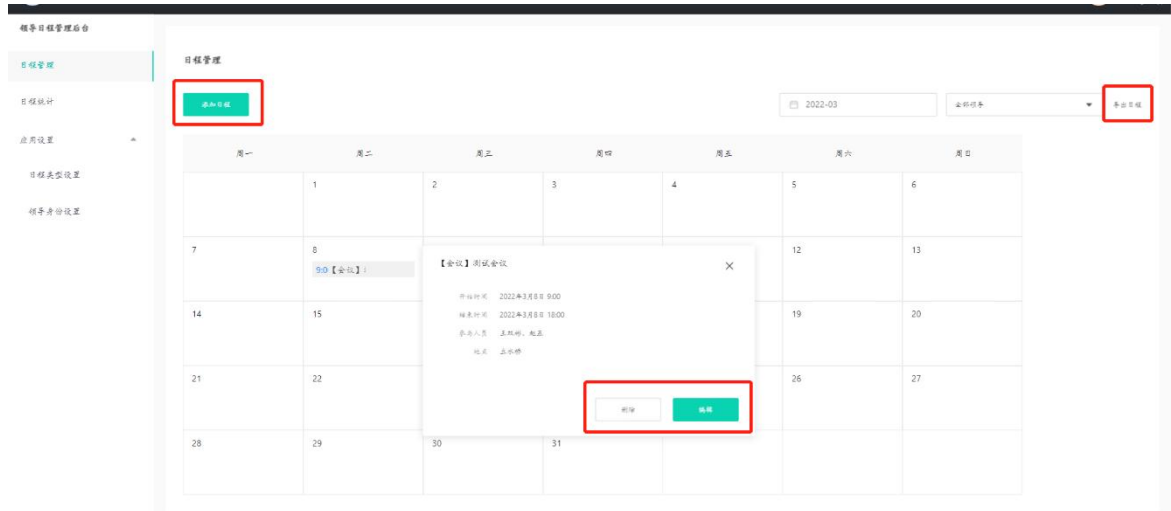 领导日程管理后台
日程管理
日程统计
应用设置
日程类型设置
领导身份设置
日程管理
添加日程
2022-03
全部领导
导出日程
周一 周二 周三 周四 周五 周六 周日
1 2 3 4 5 6
7 8 12 13
9:0【会议】
【会议】测试会议
开始时间 2022年3月8日 9:00
结束时间 2022年3月8日 18:00
参与人员
地点
删除 编辑
14 15 19 20
21 22 26 27
28 29 30 31